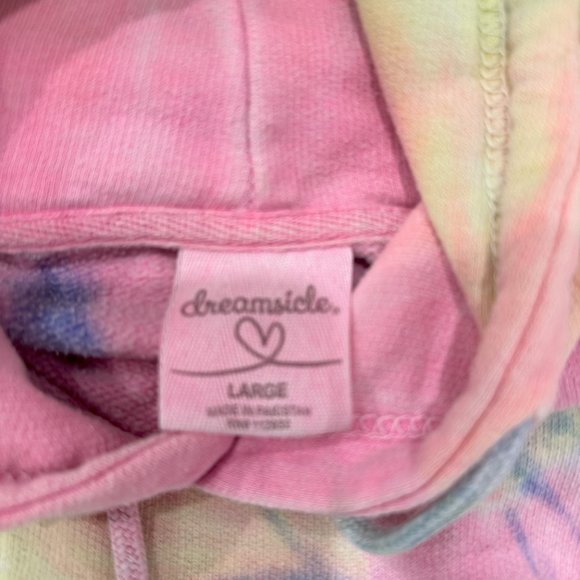 dreamsicle.
LARGE
MADE IN PAKISTAN